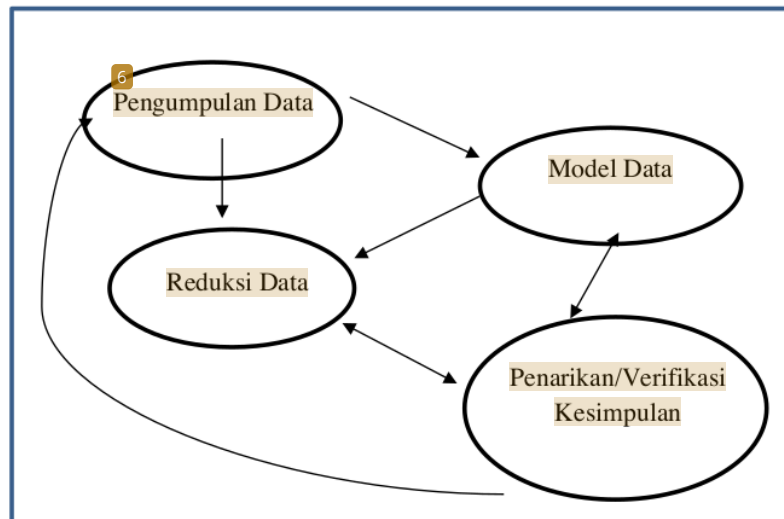 6
Pengumpulan Data
Model Data
Reduksi Data
Penarikan/Verifikasi
Kesimpulan